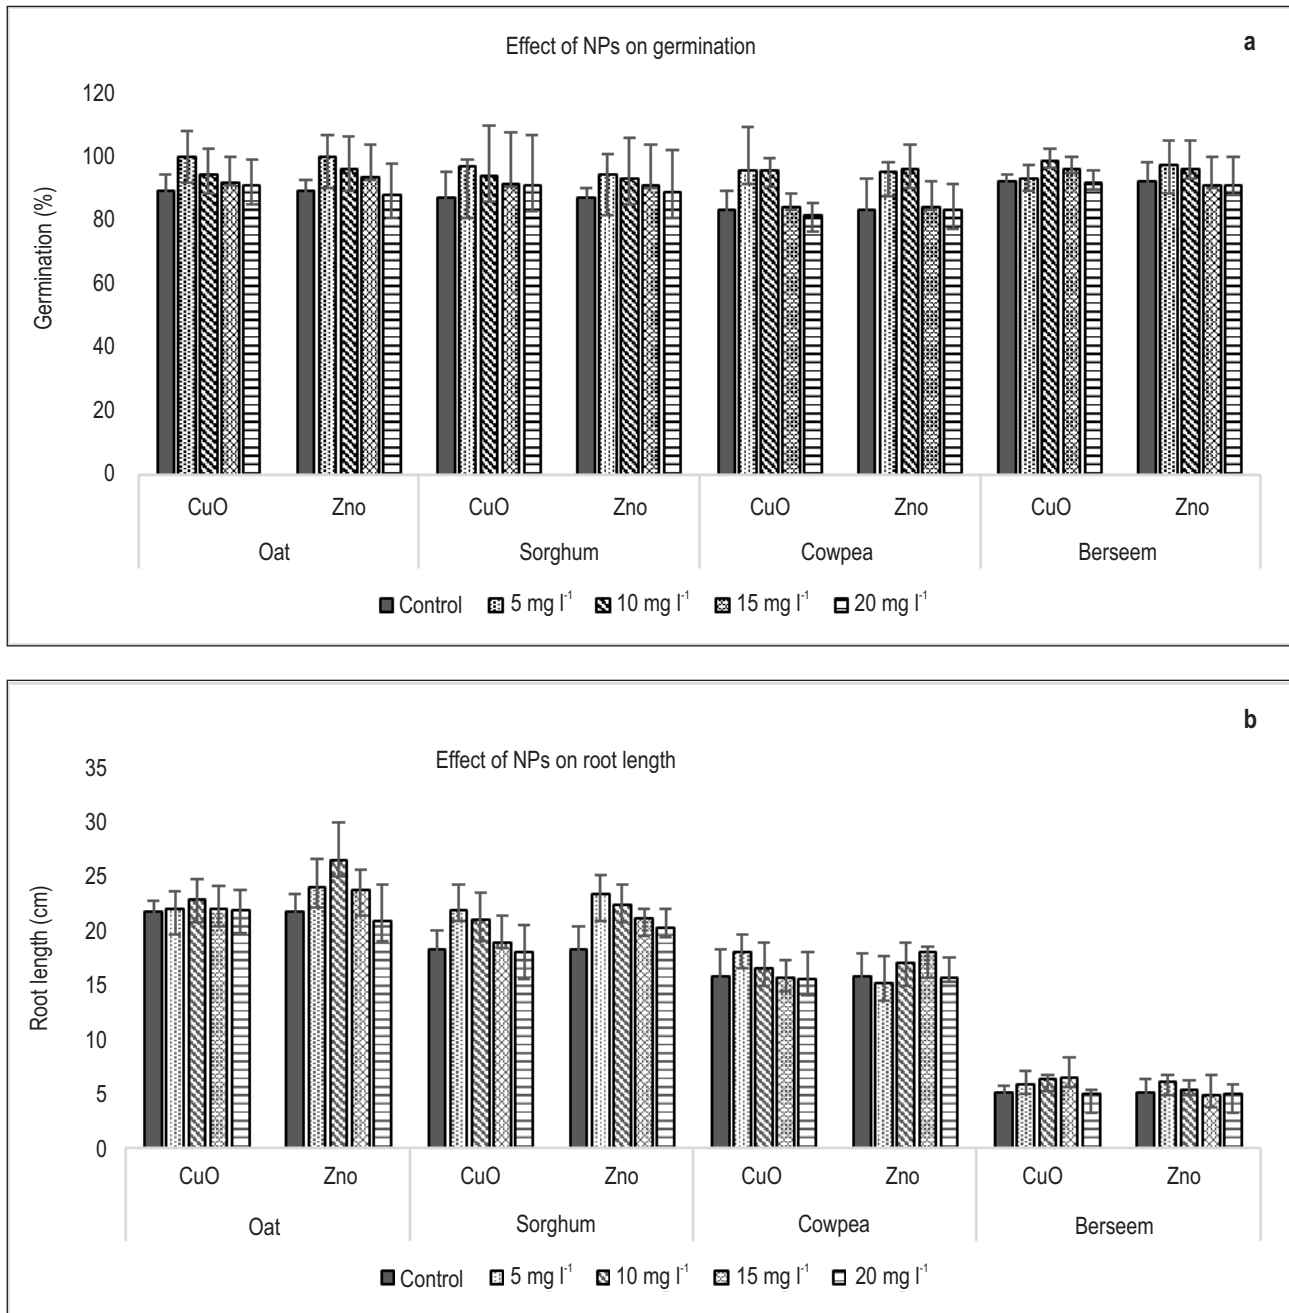 a
Effect of NPs on germination
120
100
80
60
40
20
0
Germination (%)
CuO Zno CuO Zno CuO Zno CuO Zno
Oat Sorghum Cowpea Berseem
Control 5 mg l⁻¹ 10 mg l⁻¹ 15 mg l⁻¹ 20 mg l⁻¹
b
Effect of NPs on root length
35
30
25
20
15
10
5
0
Root length (cm)
CuO Zno CuO Zno CuO Zno CuO Zno
Oat Sorghum Cowpea Berseem
Control 5 mg l⁻¹ 10 mg l⁻¹ 15 mg l⁻¹ 20 mg l⁻¹